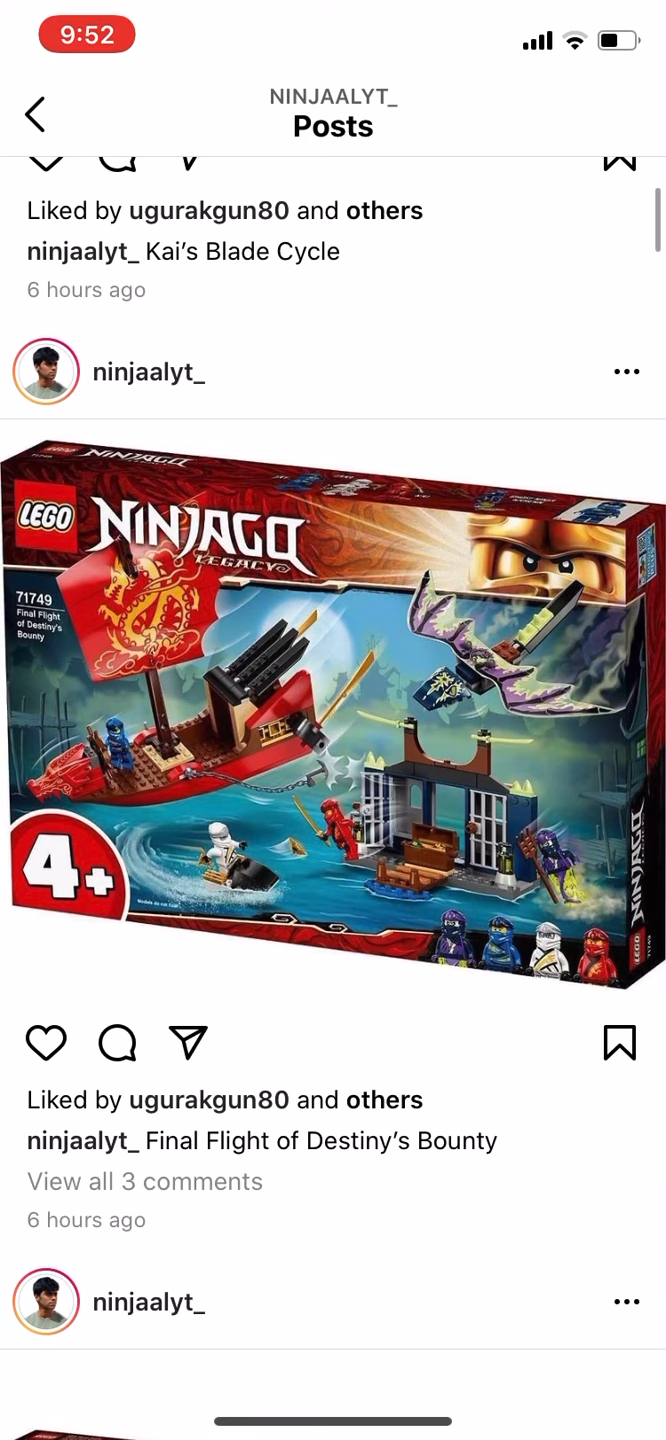 9:52
NINJAALYT_
Posts
Liked by ugurakgun80 and others
ninjaalyt_ Kai's Blade Cycle
6 hours ago
ninjaalyt_
LEGO
NINJAGO
LEGACY
71749
Final Flight
of Destiny's
Bounty
4+
NINJAGO
LEGO
71749
Liked by ugurakgun80 and others
ninjaalyt_ Final Flight of Destiny's Bounty
View all 3 comments
6 hours ago
ninjaalyt_